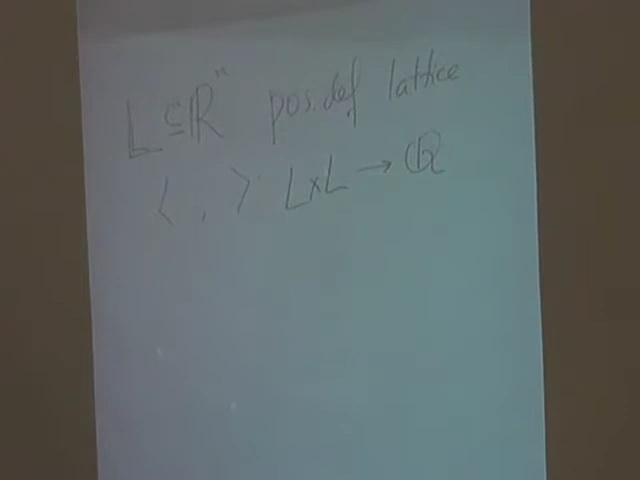 L ⊆ ℝⁿ pos. def lattice
⟨ , ⟩ L×L → ℚ